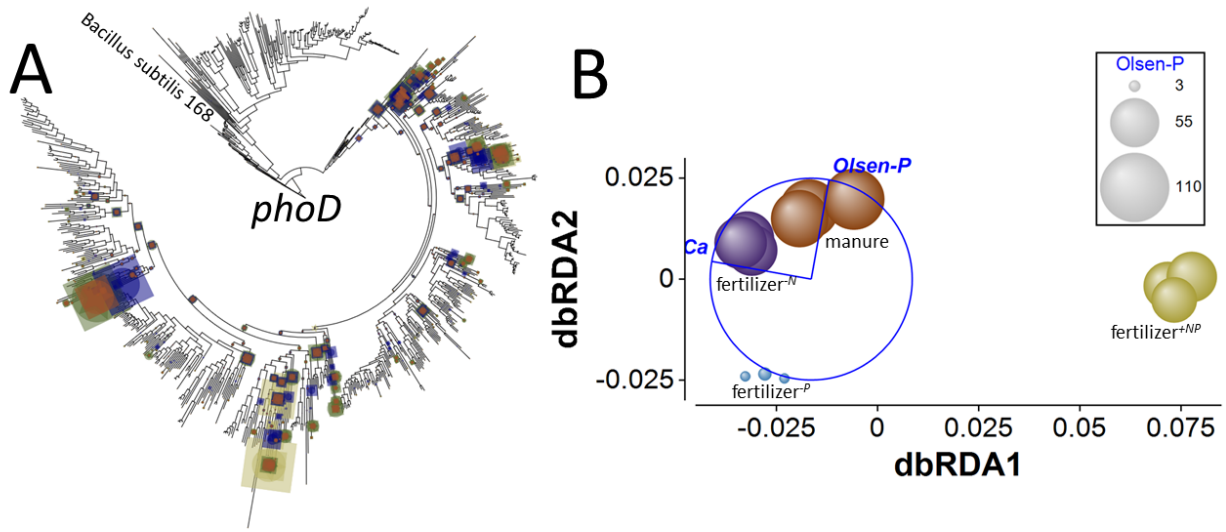 A
Bacillus subtilis 168
phoD
B
Olsen-P
3
55
110
dbRDA2
0.025
0
-0.025
Olsen-P
manure
Ca
fertilizer-N
fertilizer+NP
fertilizer-P
-0.025
0
0.025
0.05
0.075
dbRDA1